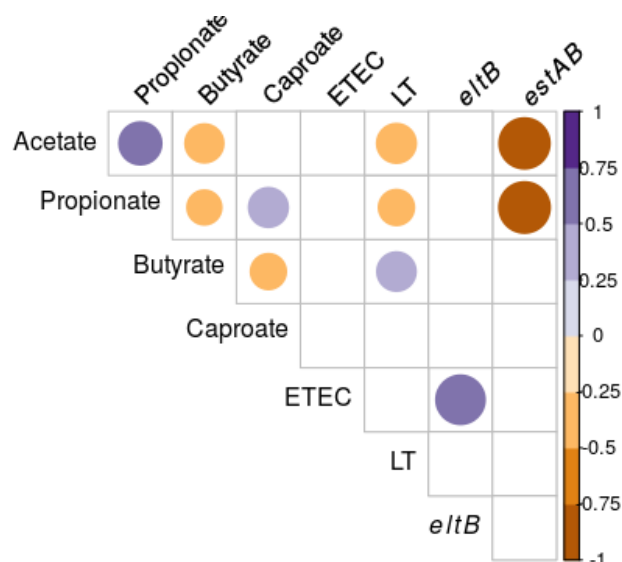 Propionate
Butyrate
Caproate
ETEC
LT
eltB
estAB
Acetate
Propionate
Butyrate
Caproate
ETEC
LT
eltB
1
0.75
0.5
0.25
0
-0.25
-0.5
-0.75
-1